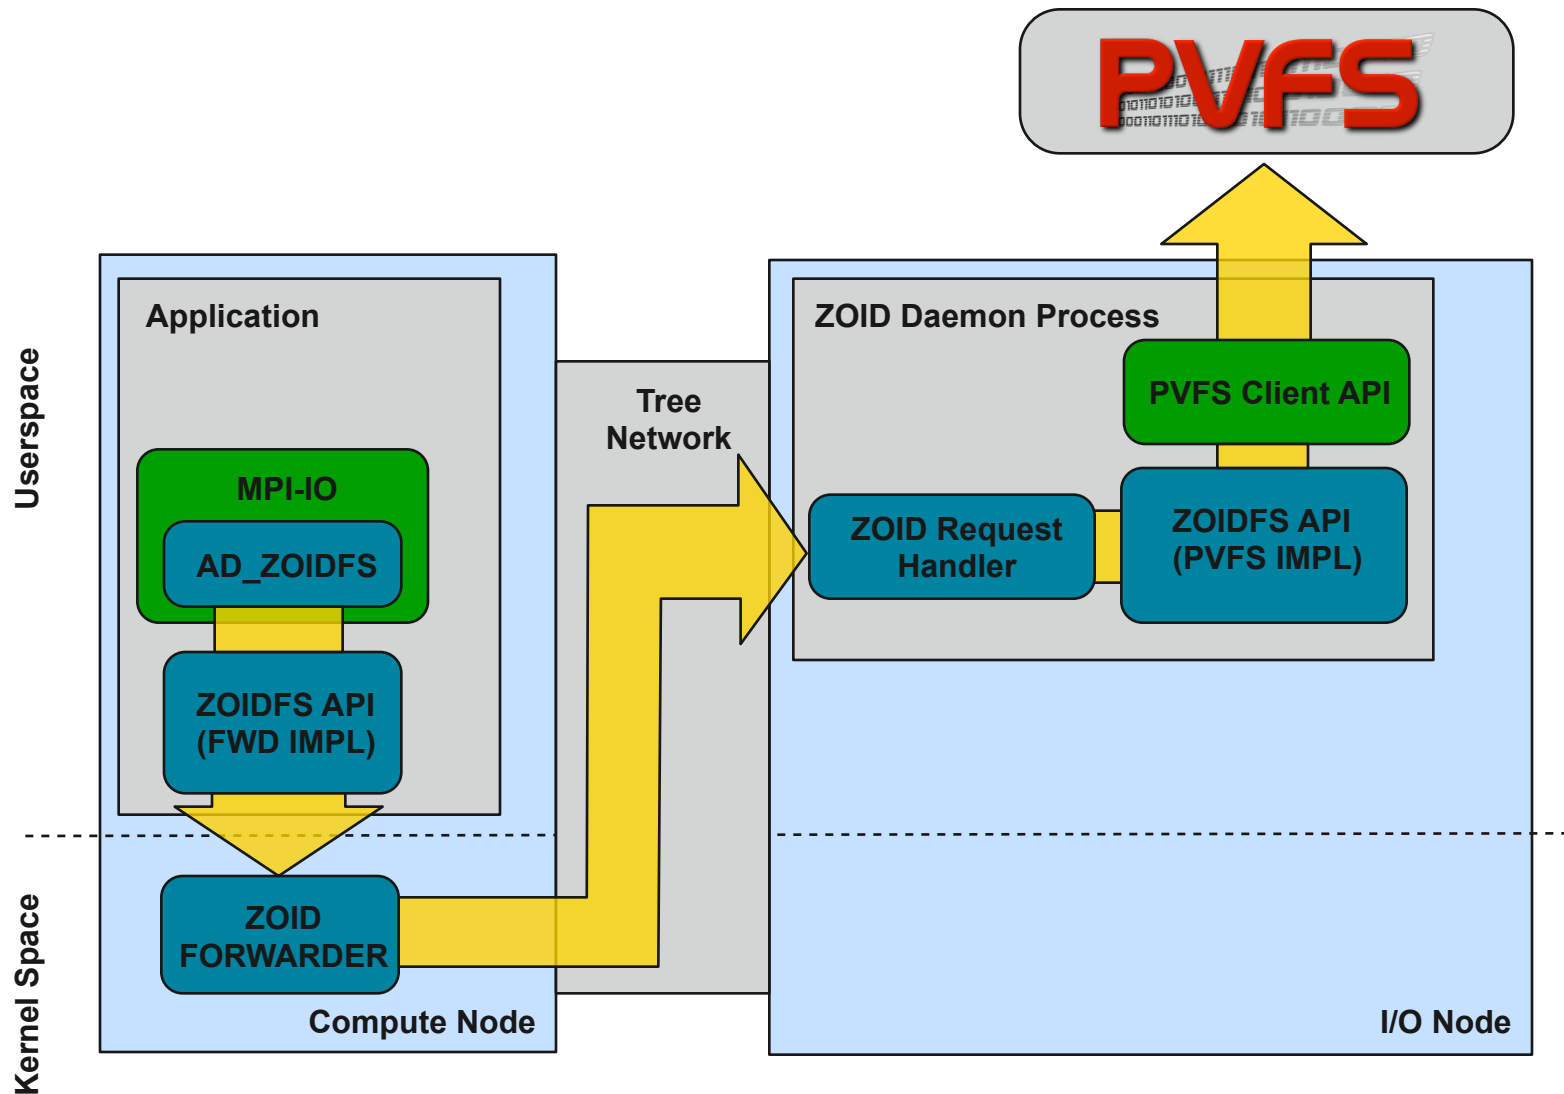 PVFS
Userspace
Application
MPI-IO
AD_ZOIDFS
ZOIDFS API
(FWD IMPL)
Tree
Network
ZOID Daemon Process
PVFS Client API
ZOID Request
Handler
ZOIDFS API
(PVFS IMPL)
Kernel Space
ZOID
FORWARDER
Compute Node
I/O Node